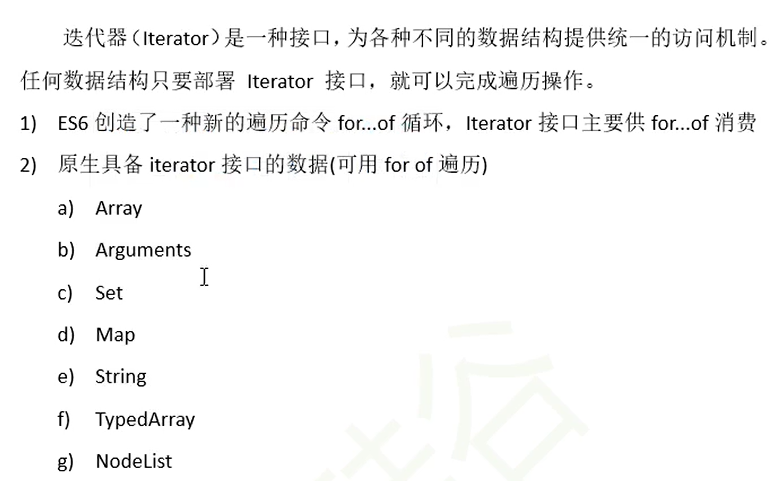 迭代器（Iterator）是一种接口，为各种不同的数据结构提供统一的访问机制。
任何数据结构只要部署 Iterator 接口，就可以完成遍历操作。
1) ES6 创造了一种新的遍历命令 for...of 循环，Iterator 接口主要供 for...of 消费
2) 原生具备 iterator 接口的数据(可用 for of 遍历)
a) Array
b) Arguments
c) Set
d) Map
e) String
f) TypedArray
g) NodeList